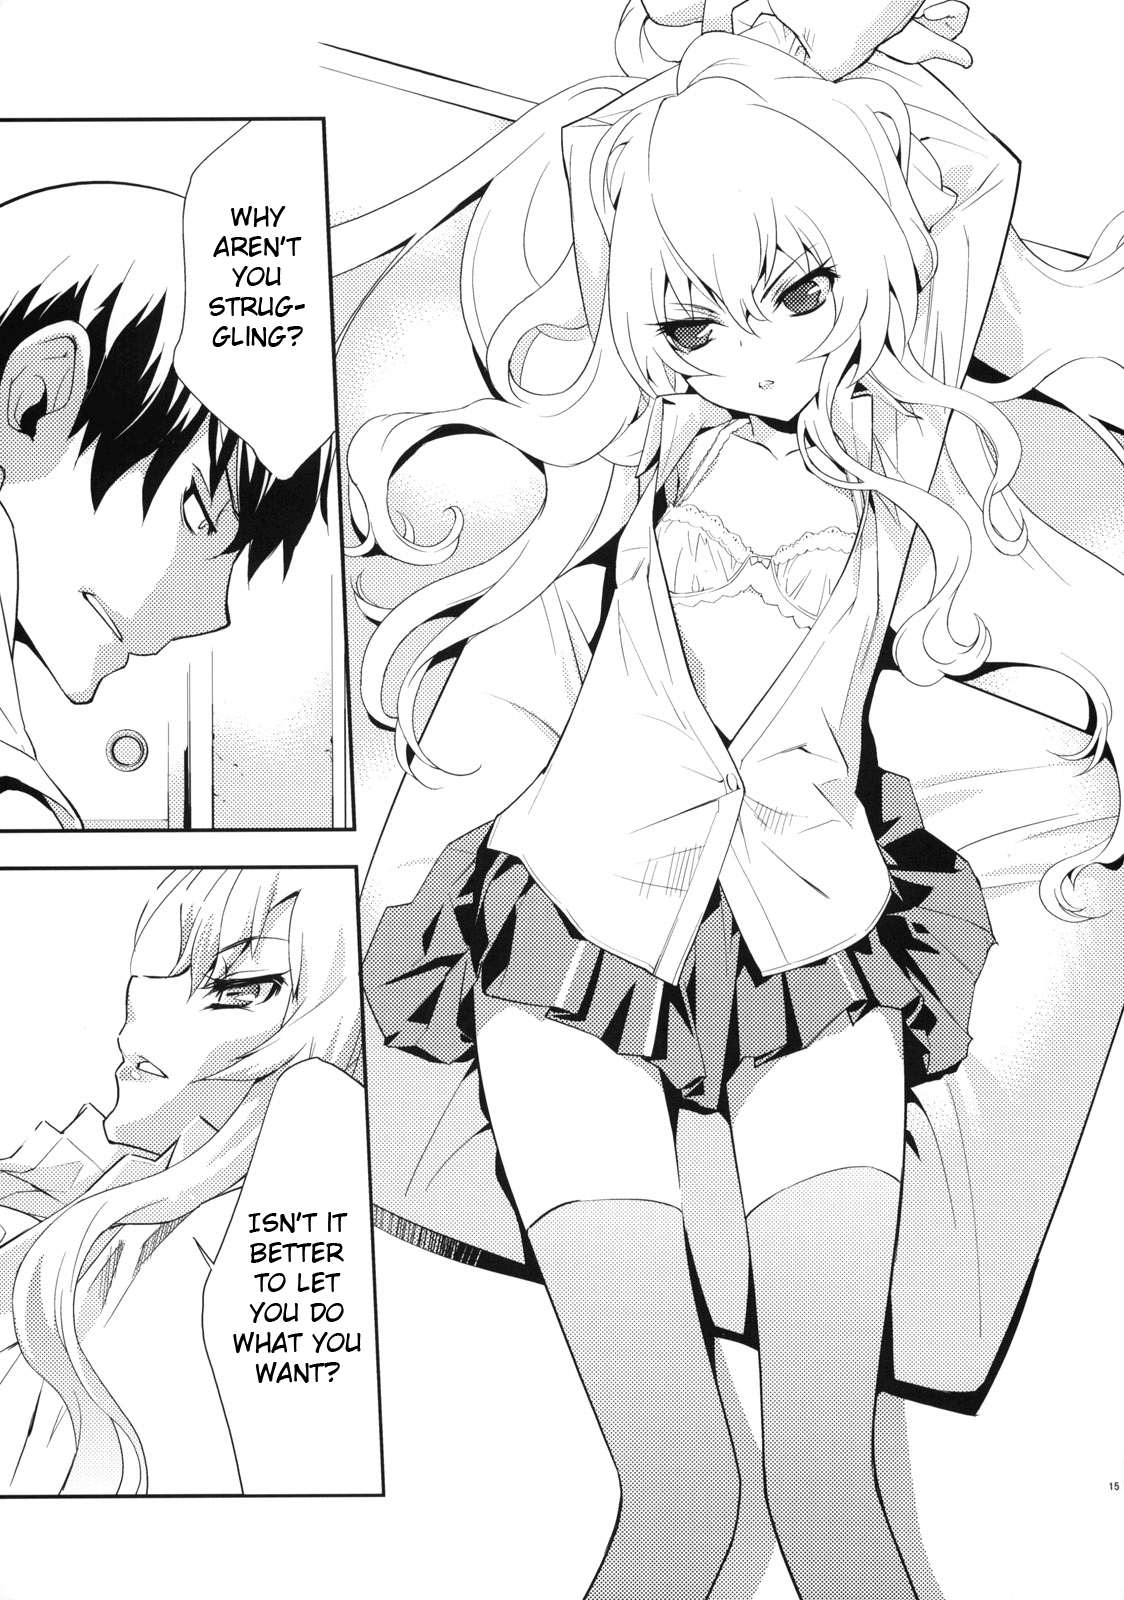 WHY
AREN'T
YOU
STRUG-
GLING?
ISN'T IT
BETTER
TO LET
YOU DO
WHAT YOU
WANT?
15